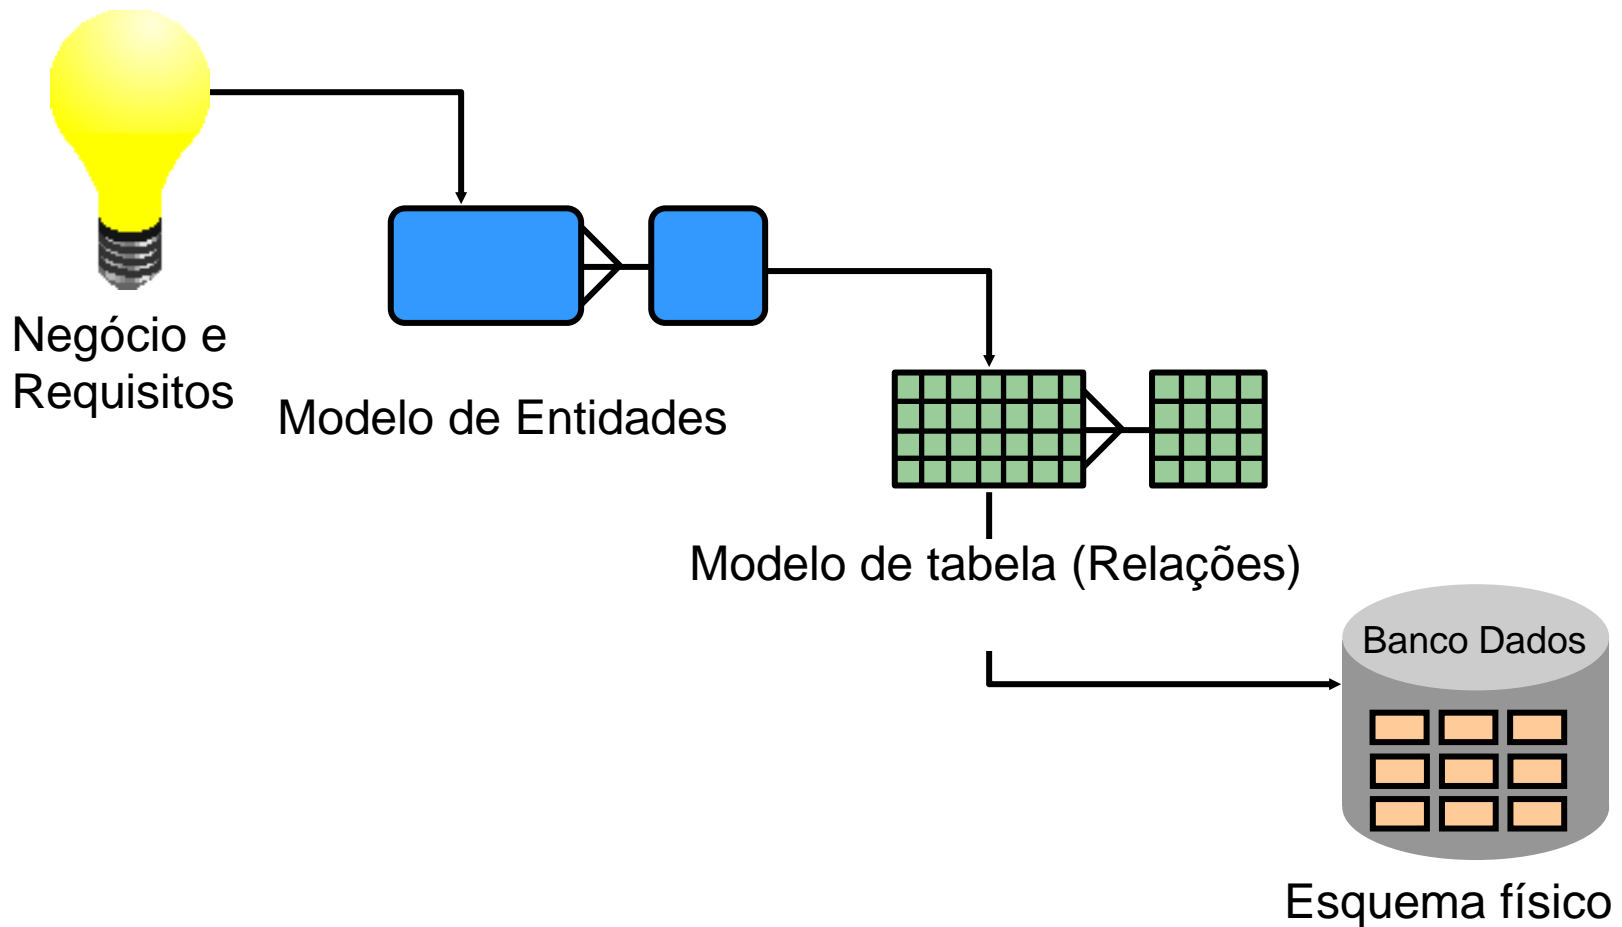 Negócio e
Requisitos
Modelo de Entidades
Modelo de tabela (Relações)
Banco Dados
Esquema físico